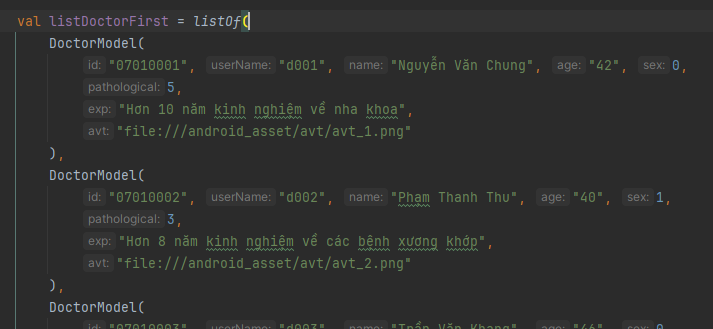 val listDoctorFirst = listOf(
DoctorModel(
id: "07010001", userName: "d001", name: "Nguyễn Văn Chung", age: "42", sex: 0,
pathological: 5,
exp: "Hơn 10 năm kinh nghiệm về nha khoa",
avt: "file:///android_asset/avt/avt_1.png"
),
DoctorModel(
id: "07010002", userName: "d002", name: "Phạm Thanh Thu", age: "40", sex: 1,
pathological: 3,
exp: "Hơn 8 năm kinh nghiệm về các bệnh xương khớp",
avt: "file:///android_asset/avt/avt_2.png"
),
DoctorModel(
id: "07010003", userName: "d003", name: "Trần Văn Khang", age: "46", sex: 0,